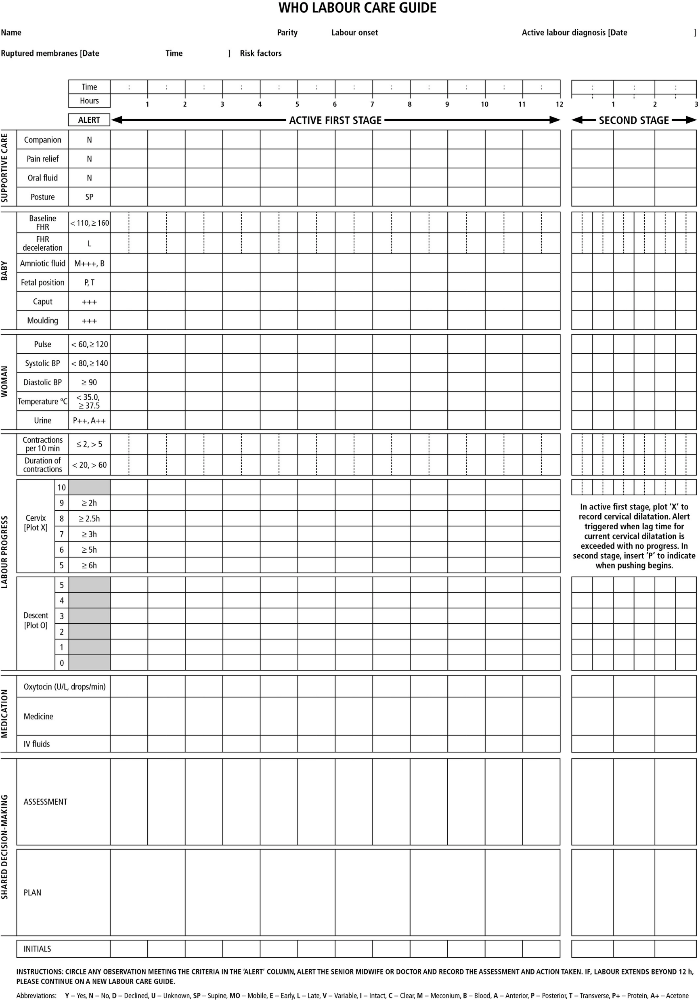 WHO LABOUR CARE GUIDE
Name Parity Labour onset Active labour diagnosis [Date ]
Ruptured membranes [Date Time ] Risk factors
Time : : : : : : : : : : : : : : :
Hours 1 2 3 4 5 6 7 8 9 10 11 12 1 2 3
ALERT ACTIVE FIRST STAGE SECOND STAGE
SUPPORTIVE CARE
Companion N
Pain relief N
Oral fluid N
Posture SP
BABY
Baseline
FHR < 110, ≥ 160
FHR
deceleration L
Amniotic fluid M+++, B
Fetal position P, T
Caput +++
Moulding +++
WOMAN
Pulse < 60, ≥ 120
Systolic BP < 80, ≥ 140
Diastolic BP ≥ 90
Temperature ºC < 35.0,
≥ 37.5
Urine P++, A++
LABOUR PROGRESS
Contractions
per 10 min ≤ 2, > 5
Duration of
contractions < 20, > 60
Cervix
[Plot X]
10
9 ≥ 2h
8 ≥ 2.5h
7 ≥ 3h
6 ≥ 5h
5 ≥ 6h
In active first stage, plot ‘X’ to
record cervical dilatation. Alert
triggered when lag time for
current cervical dilatation is
exceeded with no progress. In
second stage, insert ‘P’ to indicate
when pushing begins.
Descent
[Plot O]
5
4
3
2
1
0
MEDICATION
Oxytocin (U/L, drops/min)
Medicine
IV fluids
SHARED DECISION-MAKING
ASSESSMENT
PLAN
INITIALS
INSTRUCTIONS: CIRCLE ANY OBSERVATION MEETING THE CRITERIA IN THE ‘ALERT’ COLUMN, ALERT THE SENIOR MIDWIFE OR DOCTOR AND RECORD THE ASSESSMENT AND ACTION TAKEN. IF, LABOUR EXTENDS BEYOND 12 h,
PLEASE CONTINUE ON A NEW LABOUR CARE GUIDE.
Abbreviations: Y – Yes, N – No, D – Declined, U – Unknown, SP – Supine, MO – Mobile, E – Early, L – Late, V – Variable, I – Intact, C – Clear, M – Meconium, B – Blood, A – Anterior, P – Posterior, T – Transverse, P+ – Protein, A+ – Acetone